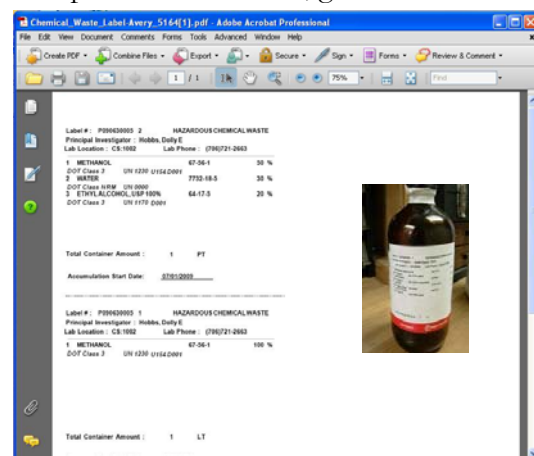 Chemical_Waste_Label-Avery_5164[1].pdf - Adobe Acrobat Professional
File Edit View Document Comments Forms Tools Advanced Window Help
Create PDF Combine Files Export Secure Sign Forms Review & Comment
1 / 1 75% Find
Label # : P090630003 2 HAZARDOUS CHEMICAL WASTE
Principal Investigator : Hobbs, Dolly E
Lab Location : CS:1002 Lab Phone : (706)721-2663
1 METHANOL 67-56-1 50 %
DOT Class 3 UN 1230 U154,D001
2 WATER 7732-18-5 30 %
DOT Class NRM UN 0000
3 ETHYL ALCOHOL, USP 100% 64-17-5 20 %
DOT Class 3 UN 1170 D001
Total Container Amount : 1 PT
Accumulation Start Date: 07/01/2009
Label # : P090630003 1 HAZARDOUS CHEMICAL WASTE
Principal Investigator : Hobbs, Dolly E
Lab Location : CS:1002 Lab Phone : (706)721-2663
1 METHANOL 67-56-1 100 %
DOT Class 3 UN 1230 U154,D001
Total Container Amount : 1 LT